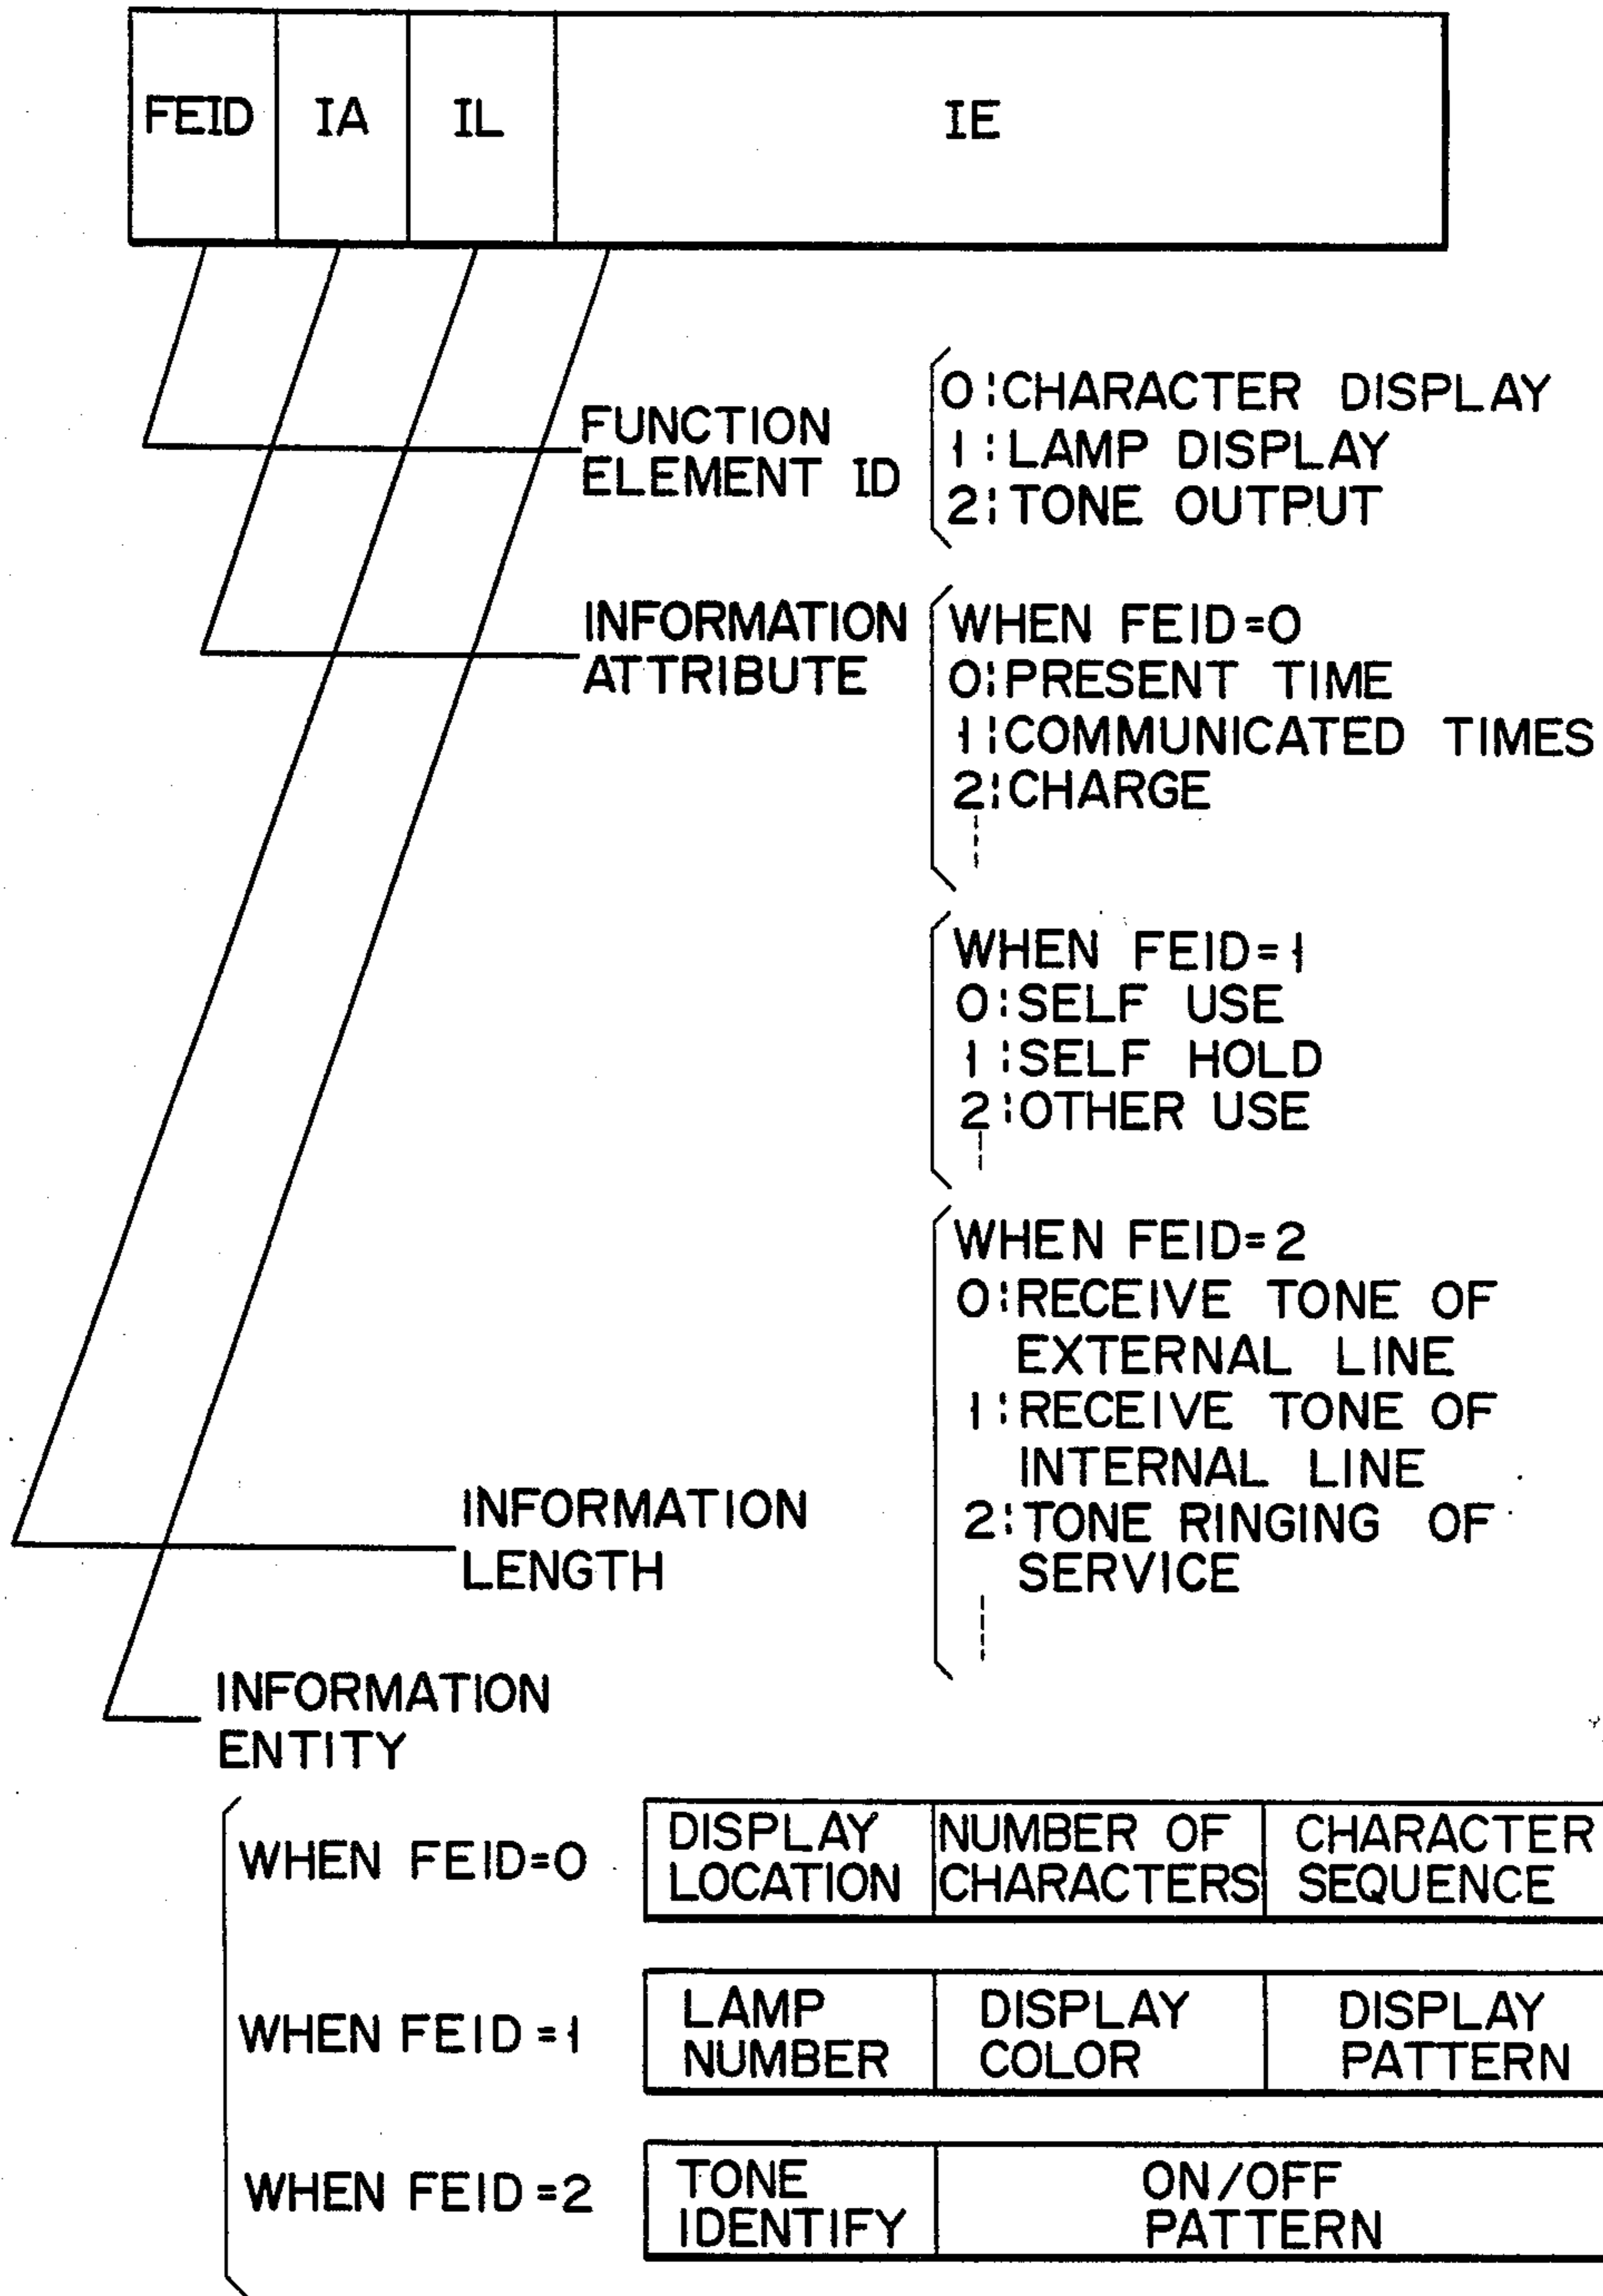 FEID IA IL IE
FUNCTION
ELEMENT ID
0:CHARACTER DISPLAY
1:LAMP DISPLAY
2:TONE OUTPUT
INFORMATION
ATTRIBUTE
WHEN FEID=0
0:PRESENT TIME
1:COMMUNICATED TIMES
2:CHARGE
WHEN FEID=1
0:SELF USE
1:SELF HOLD
2:OTHER USE
WHEN FEID=2
0:RECEIVE TONE OF
EXTERNAL LINE
1:RECEIVE TONE OF
INTERNAL LINE
2:TONE RINGING OF
SERVICE
INFORMATION
LENGTH
INFORMATION
ENTITY
WHEN FEID=0
DISPLAY
LOCATION
NUMBER OF
CHARACTERS
CHARACTER
SEQUENCE
WHEN FEID=1
LAMP
NUMBER
DISPLAY
COLOR
DISPLAY
PATTERN
WHEN FEID=2
TONE
IDENTIFY
ON/OFF
PATTERN